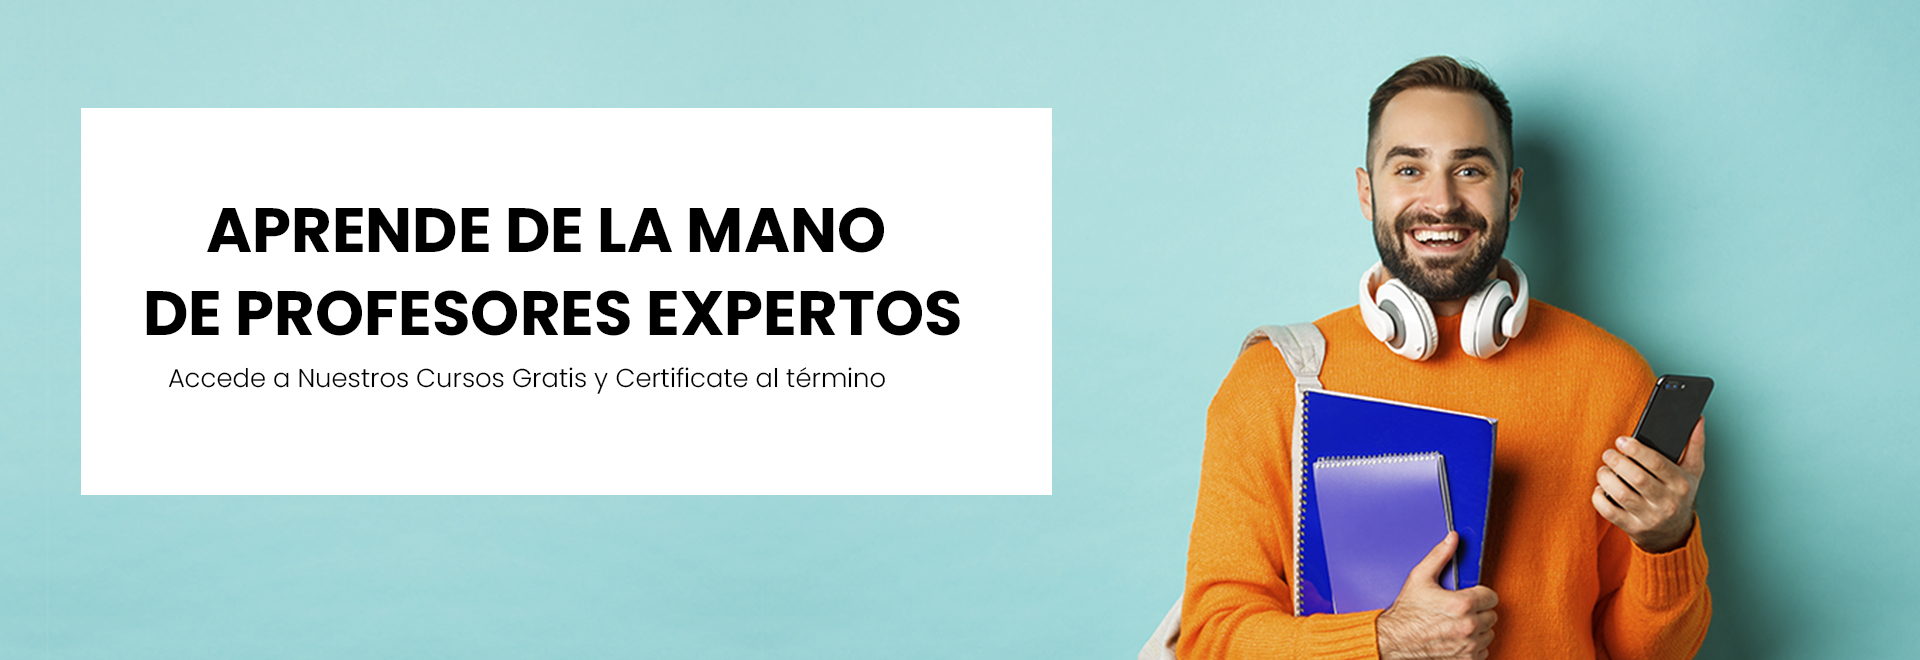 APRENDE DE LA MANO
DE PROFESORES EXPERTOS
Accede a Nuestros Cursos Gratis y Certificate al término